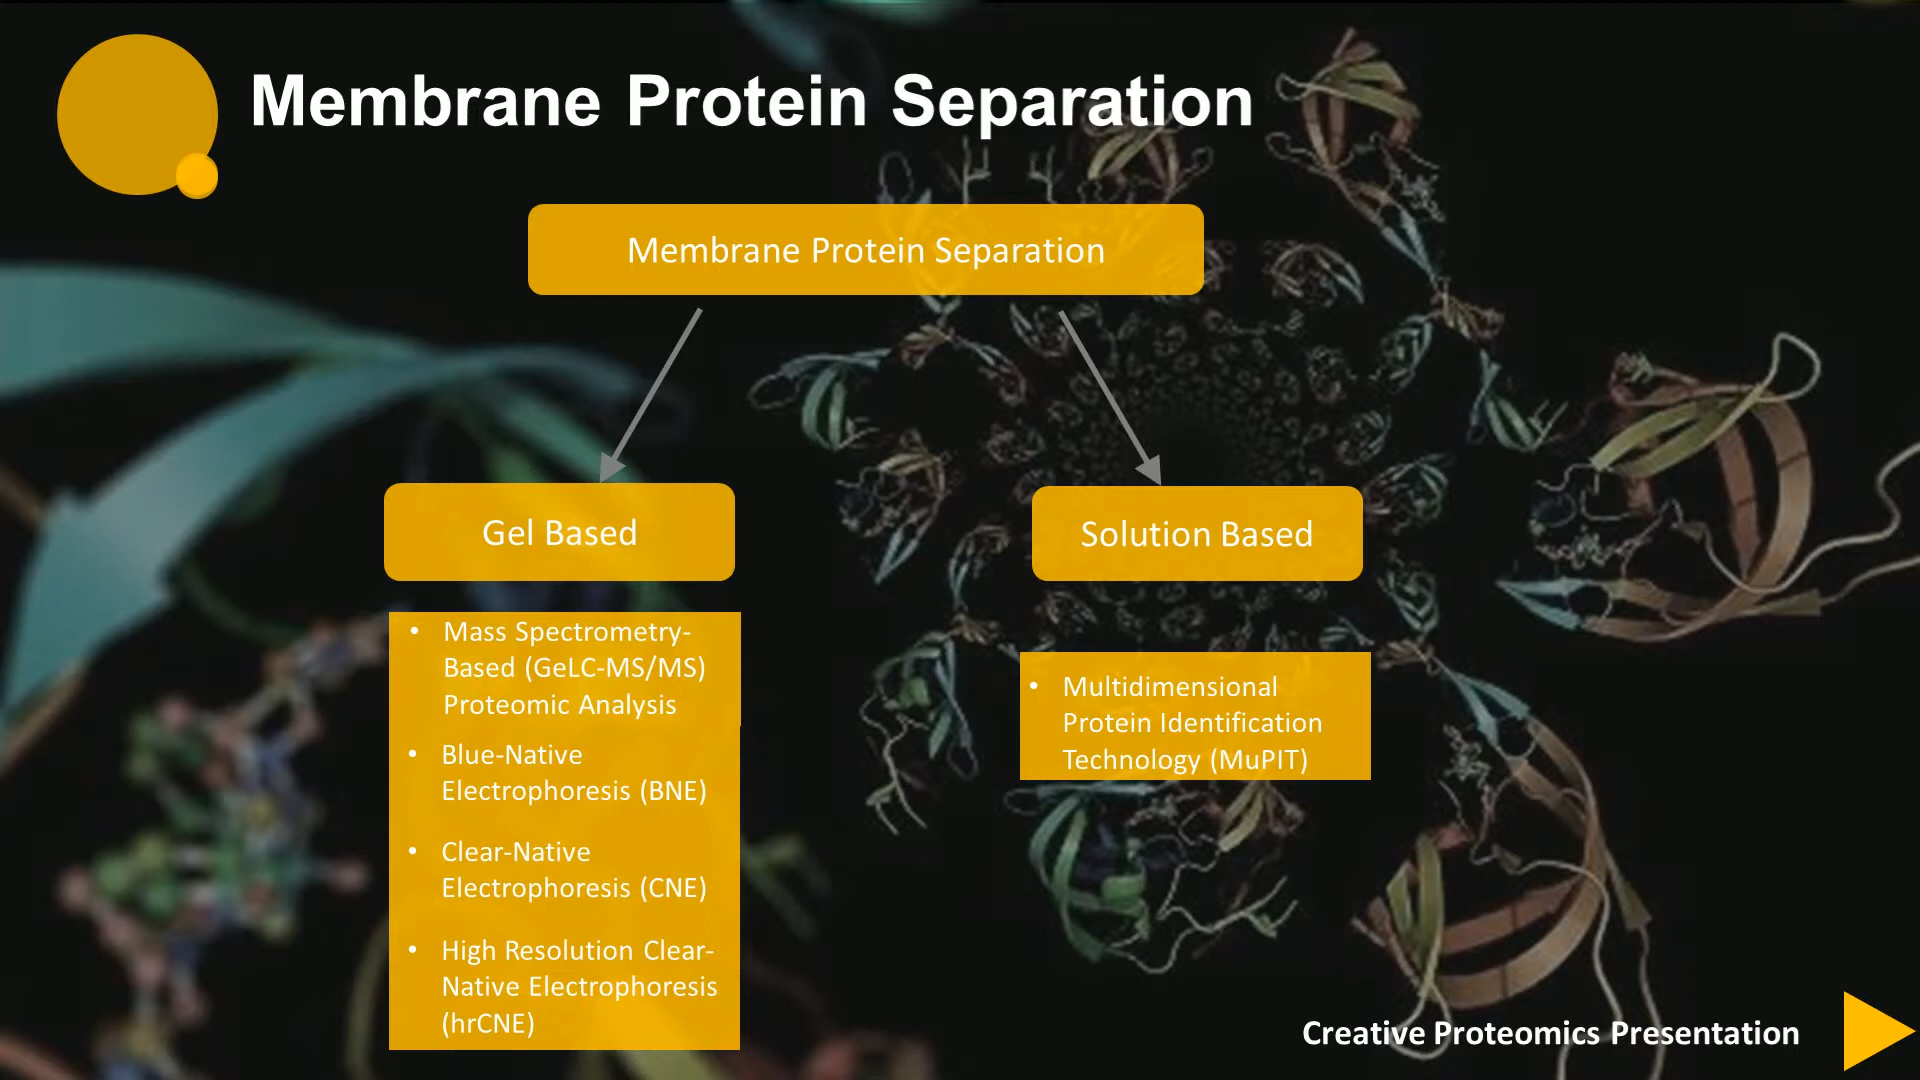 Membrane Protein Separation
Membrane Protein Separation
Gel Based
• Mass Spectrometry-
Based (GeLC-MS/MS)
Proteomic Analysis
• Blue-Native
Electrophoresis (BNE)
• Clear-Native
Electrophoresis (CNE)
• High Resolution Clear-
Native Electrophoresis
(hrCNE)
Solution Based
• Multidimensional
Protein Identification
Technology (MuPIT)
Creative Proteomics Presentation